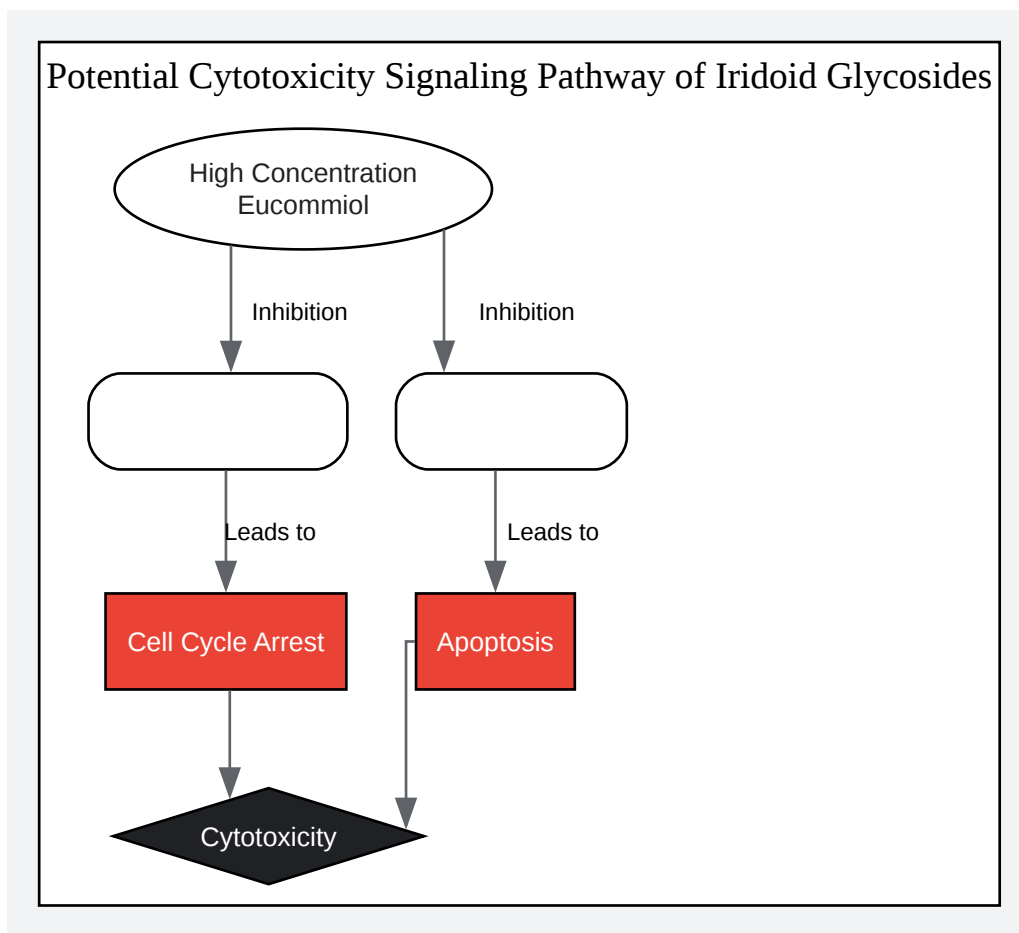 Potential Cytotoxicity Signaling Pathway of Iridoid Glycosides
High Concentration
Eucommiol
Inhibition
Inhibition
Leads to
Leads to
Cell Cycle Arrest
Apoptosis
Cytotoxicity